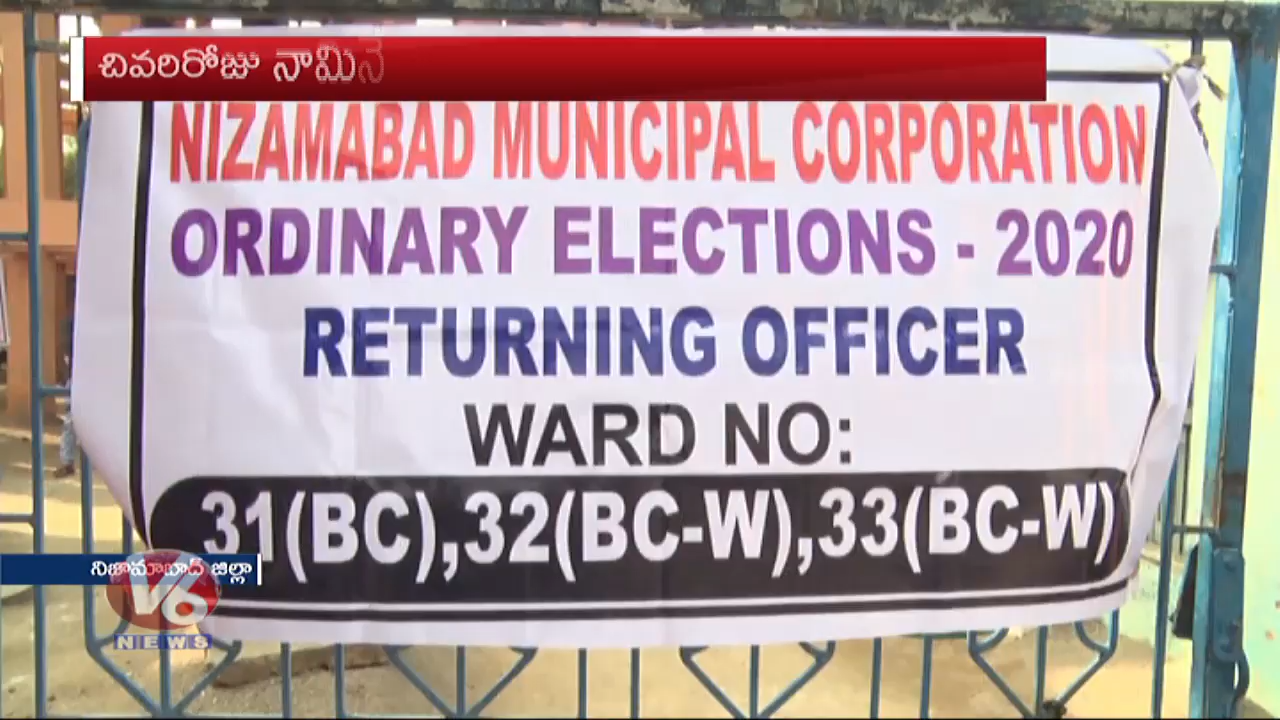 చివరిరోజు నామినే
NIZAMABAD MUNICIPAL CORPORATION
ORDINARY ELECTIONS - 2020
RETURNING OFFICER
WARD NO:
31(BC),32(BC-W),33(BC-W)
నిజామాబాద్ జిల్లా
V6
NEWS